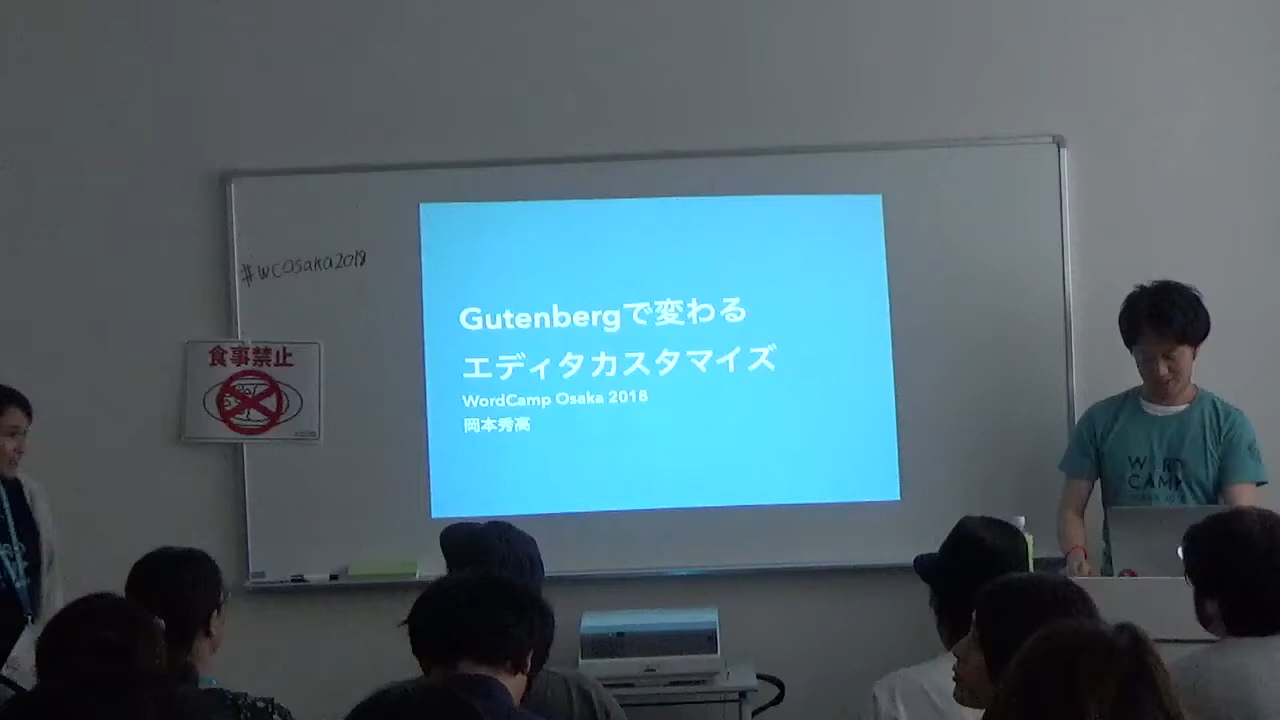 #wcosaka2018
食事禁止
Gutenbergで変わる
エディタカスタマイズ
WordCamp Osaka 2018
岡本秀高
CAMP